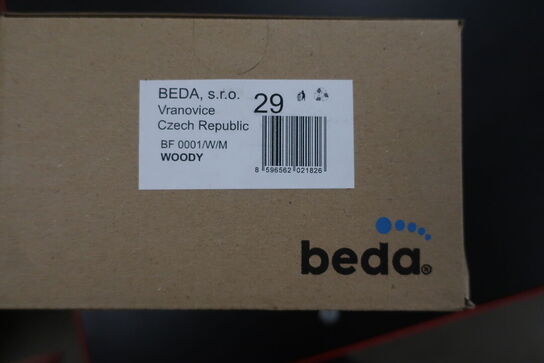 BEDA, s.r.o.
Vranovice
Czech Republic
29
BF 0001/W/M
WOODY
8 596562 021826
beda®